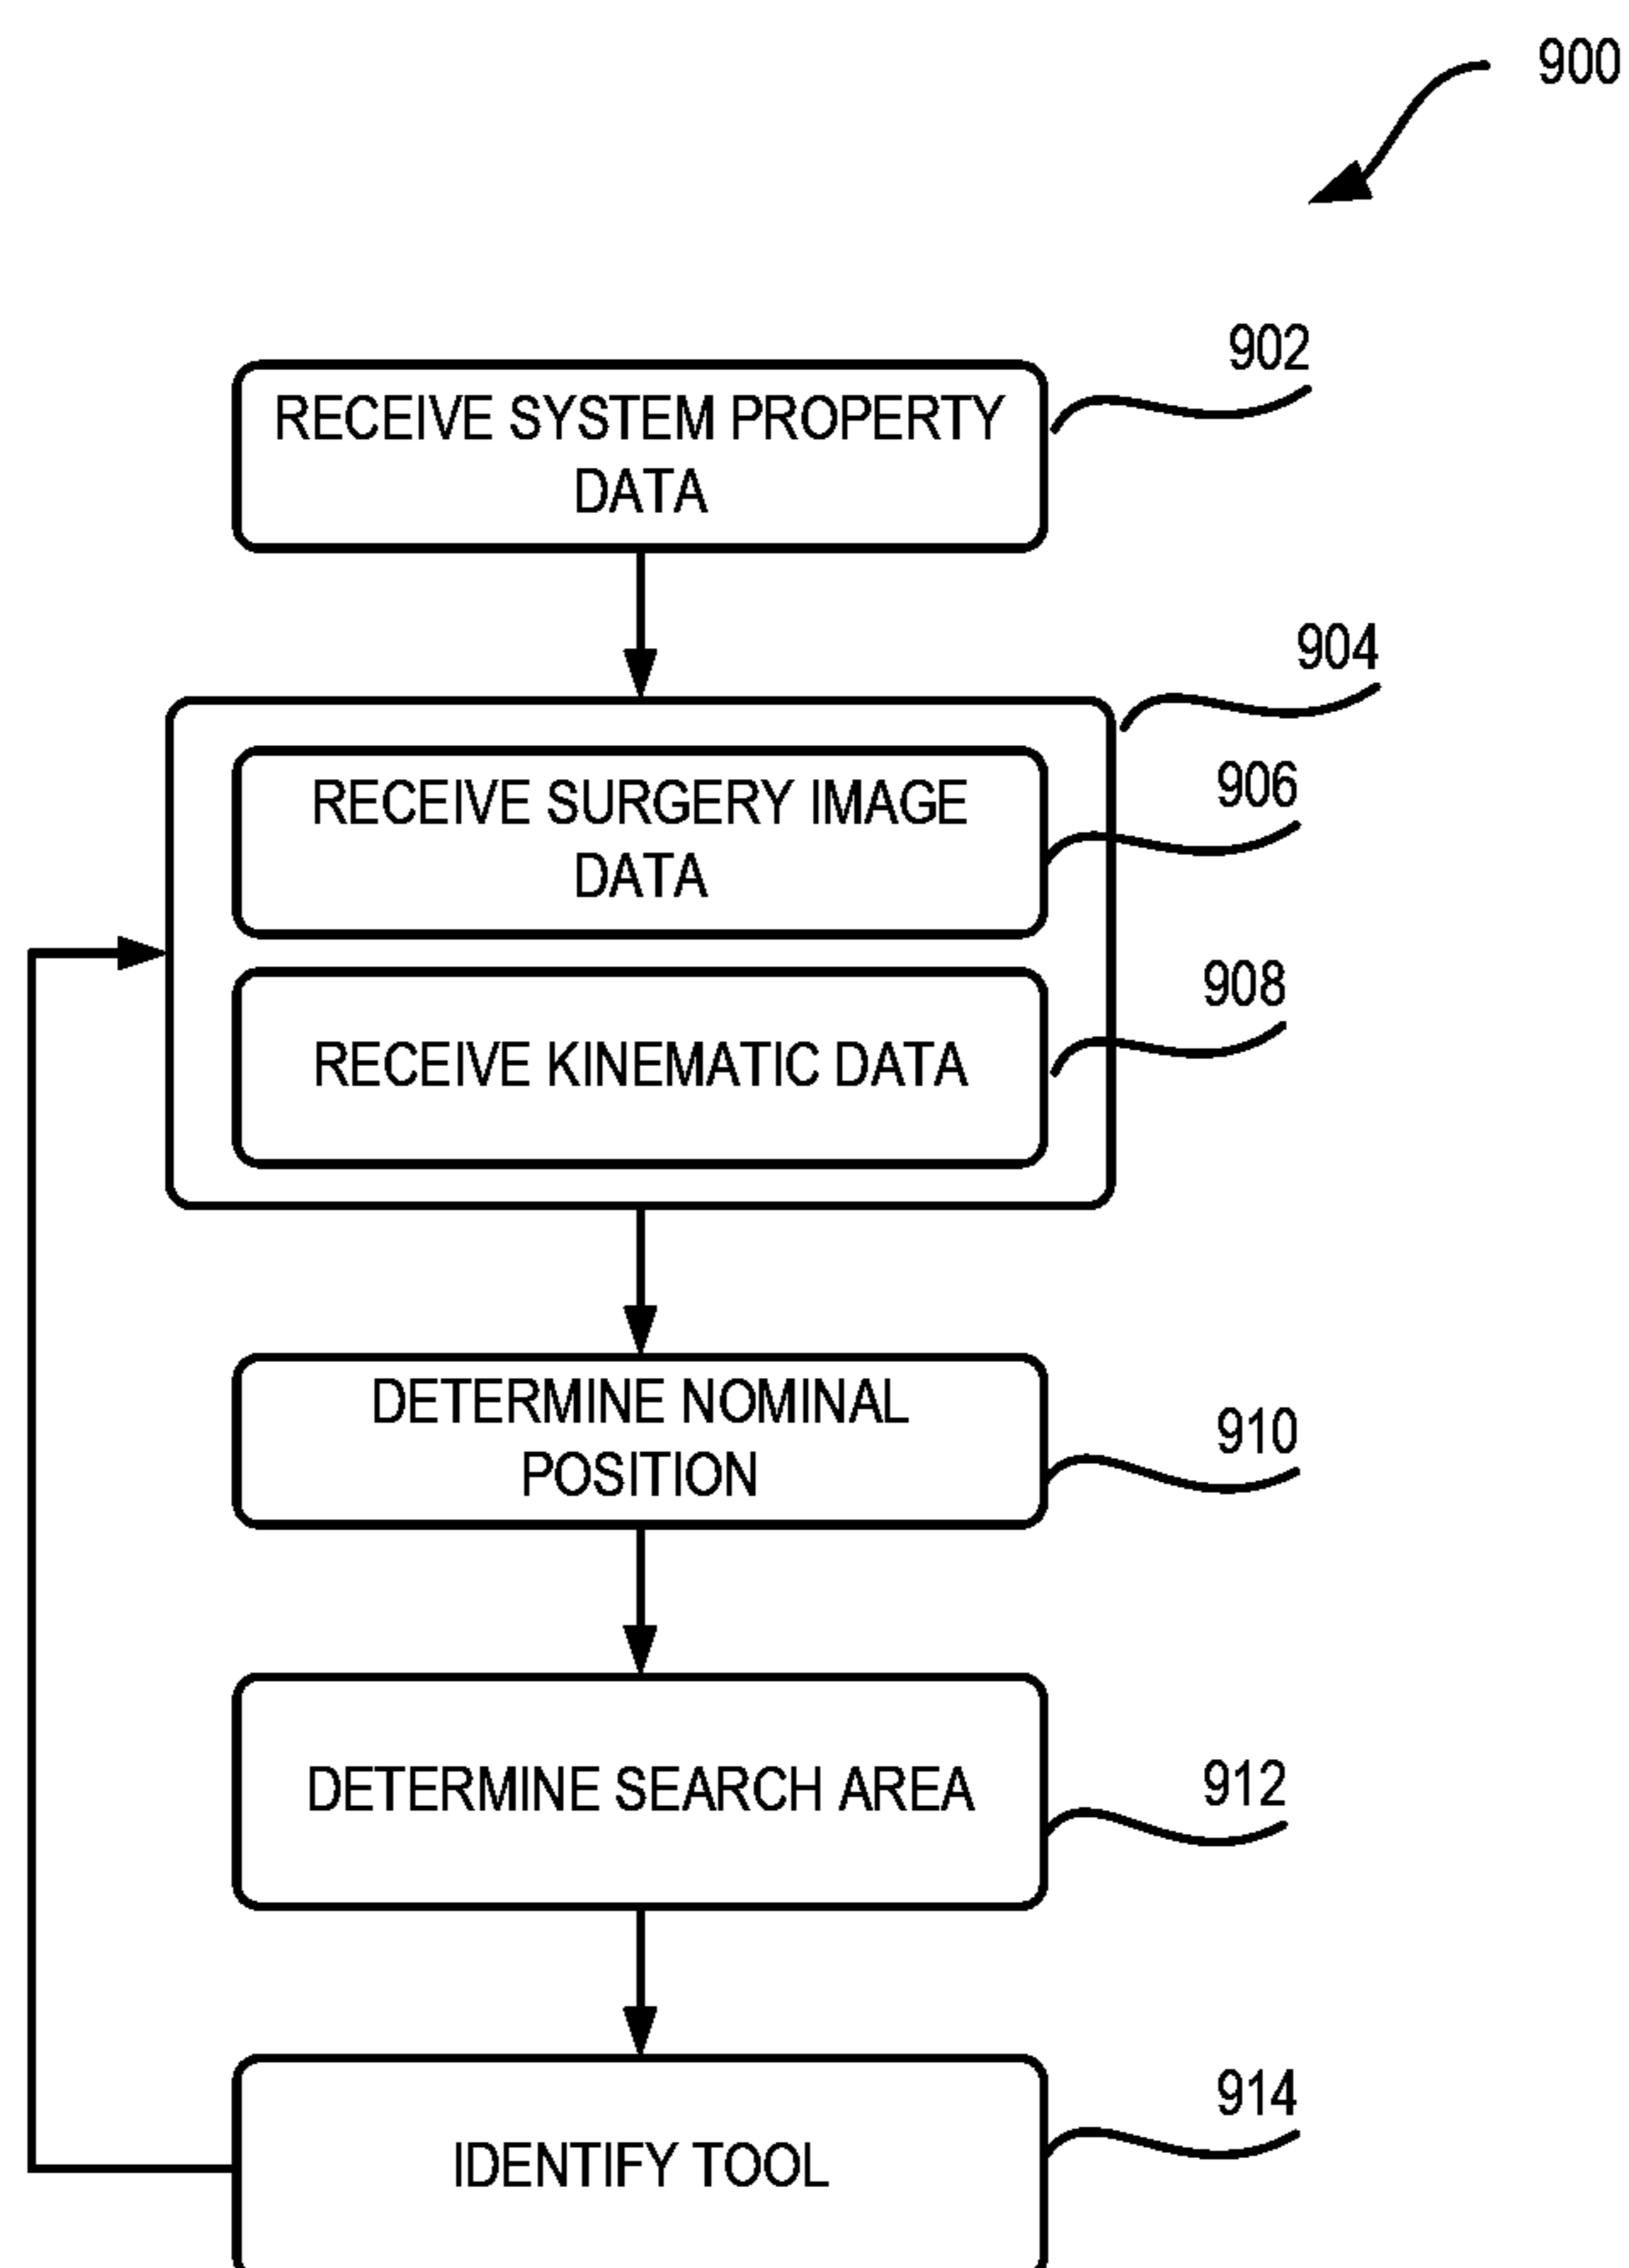 900
902
RECEIVE SYSTEM PROPERTY
DATA
904
906
RECEIVE SURGERY IMAGE
DATA
908
RECEIVE KINEMATIC DATA
910
DETERMINE NOMINAL
POSITION
912
DETERMINE SEARCH AREA
914
IDENTIFY TOOL